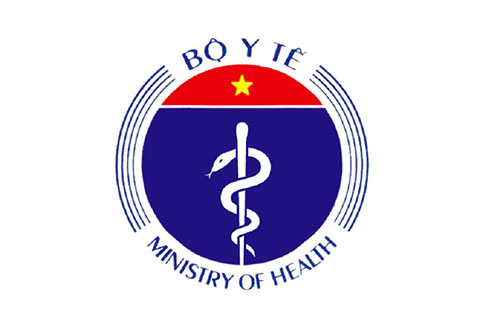 BỘ Y TẾ
MINISTRY OF HEALTH